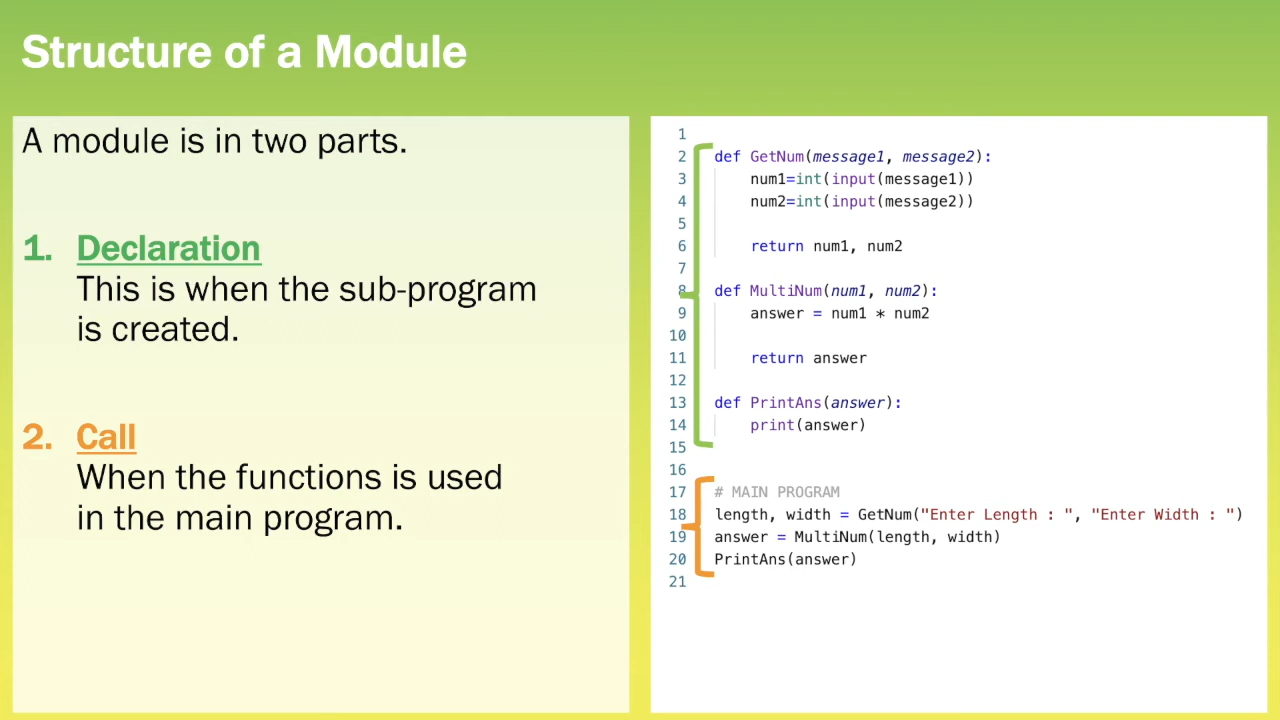 Structure of a Module
A module is in two parts.
1. Declaration
This is when the sub-program
is created.
2. Call
When the functions is used
in the main program.
1
2 def GetNum(message1, message2):
3     num1=int(input(message1))
4     num2=int(input(message2))
5
6     return num1, num2
7
8 def MultiNum(num1, num2):
9     answer = num1 * num2
10
11     return answer
12
13 def PrintAns(answer):
14     print(answer)
15
16
17 # MAIN PROGRAM
18 length, width = GetNum("Enter Length : ", "Enter Width : ")
19 answer = MultiNum(length, width)
20 PrintAns(answer)
21